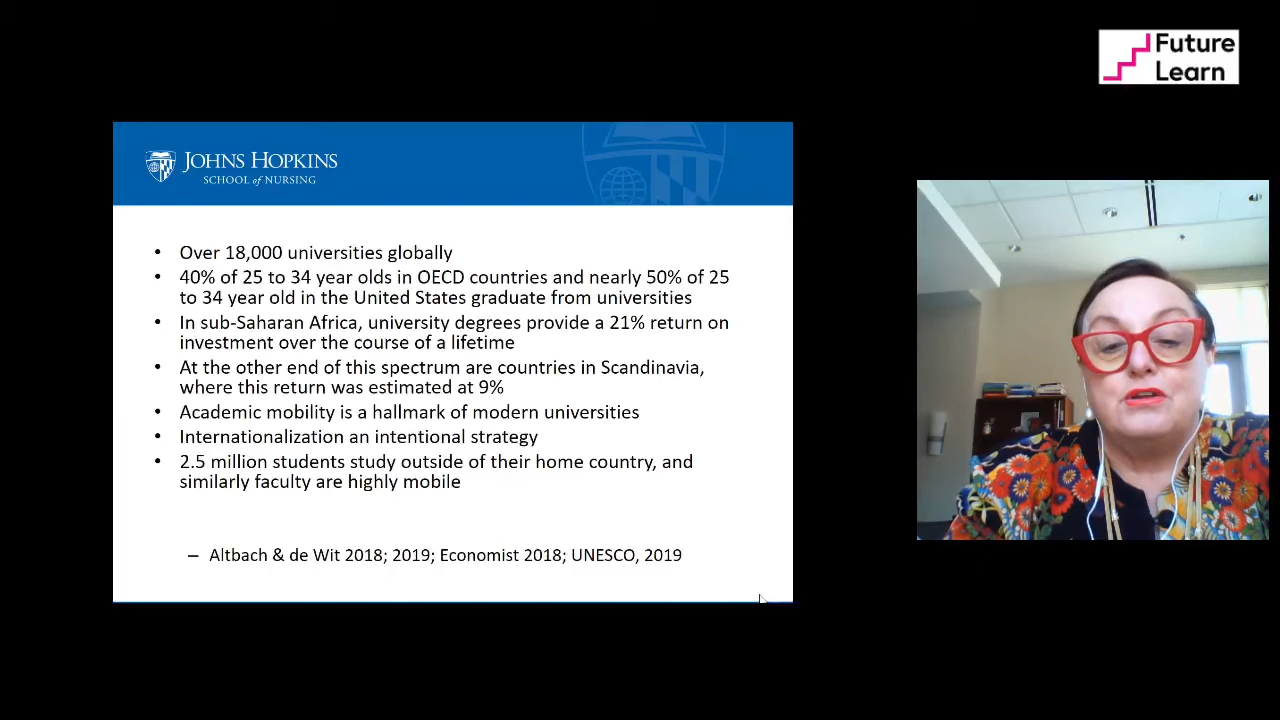 Future
Learn
JOHNS HOPKINS
SCHOOL of NURSING
• Over 18,000 universities globally
• 40% of 25 to 34 year olds in OECD countries and nearly 50% of 25
to 34 year old in the United States graduate from universities
• In sub-Saharan Africa, university degrees provide a 21% return on
investment over the course of a lifetime
• At the other end of this spectrum are countries in Scandinavia,
where this return was estimated at 9%
• Academic mobility is a hallmark of modern universities
• Internationalization an intentional strategy
• 2.5 million students study outside of their home country, and
similarly faculty are highly mobile
– Altbach & de Wit 2018; 2019; Economist 2018; UNESCO, 2019